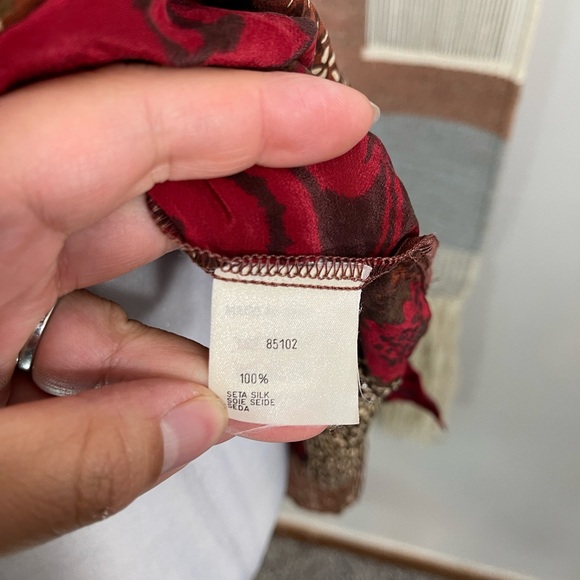 85102
100%
SETA SILK
SOIE SEIDE
SEDA